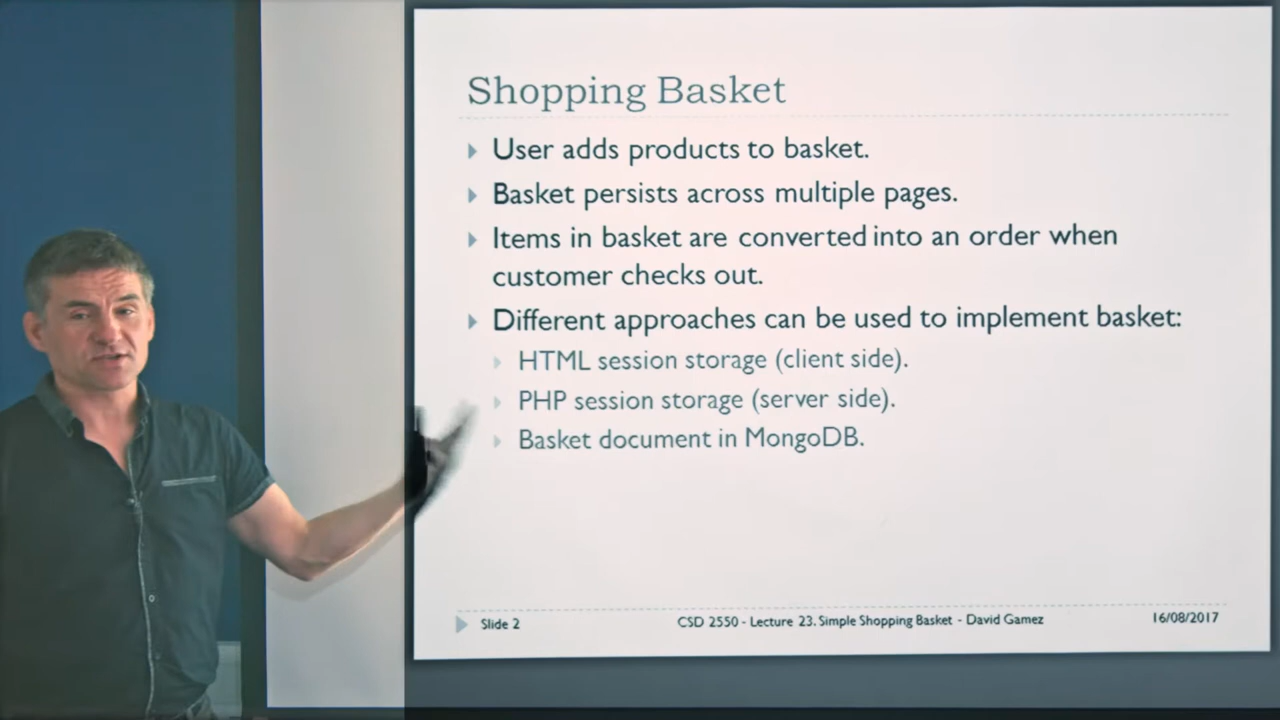 Shopping Basket
User adds products to basket.
Basket persists across multiple pages.
Items in basket are converted into an order when
customer checks out.
Different approaches can be used to implement basket:
HTML session storage (client side).
PHP session storage (server side).
Basket document in MongoDB.
Slide 2
CSD 2550 - Lecture 23. Simple Shopping Basket - David Gamez
16/08/2017